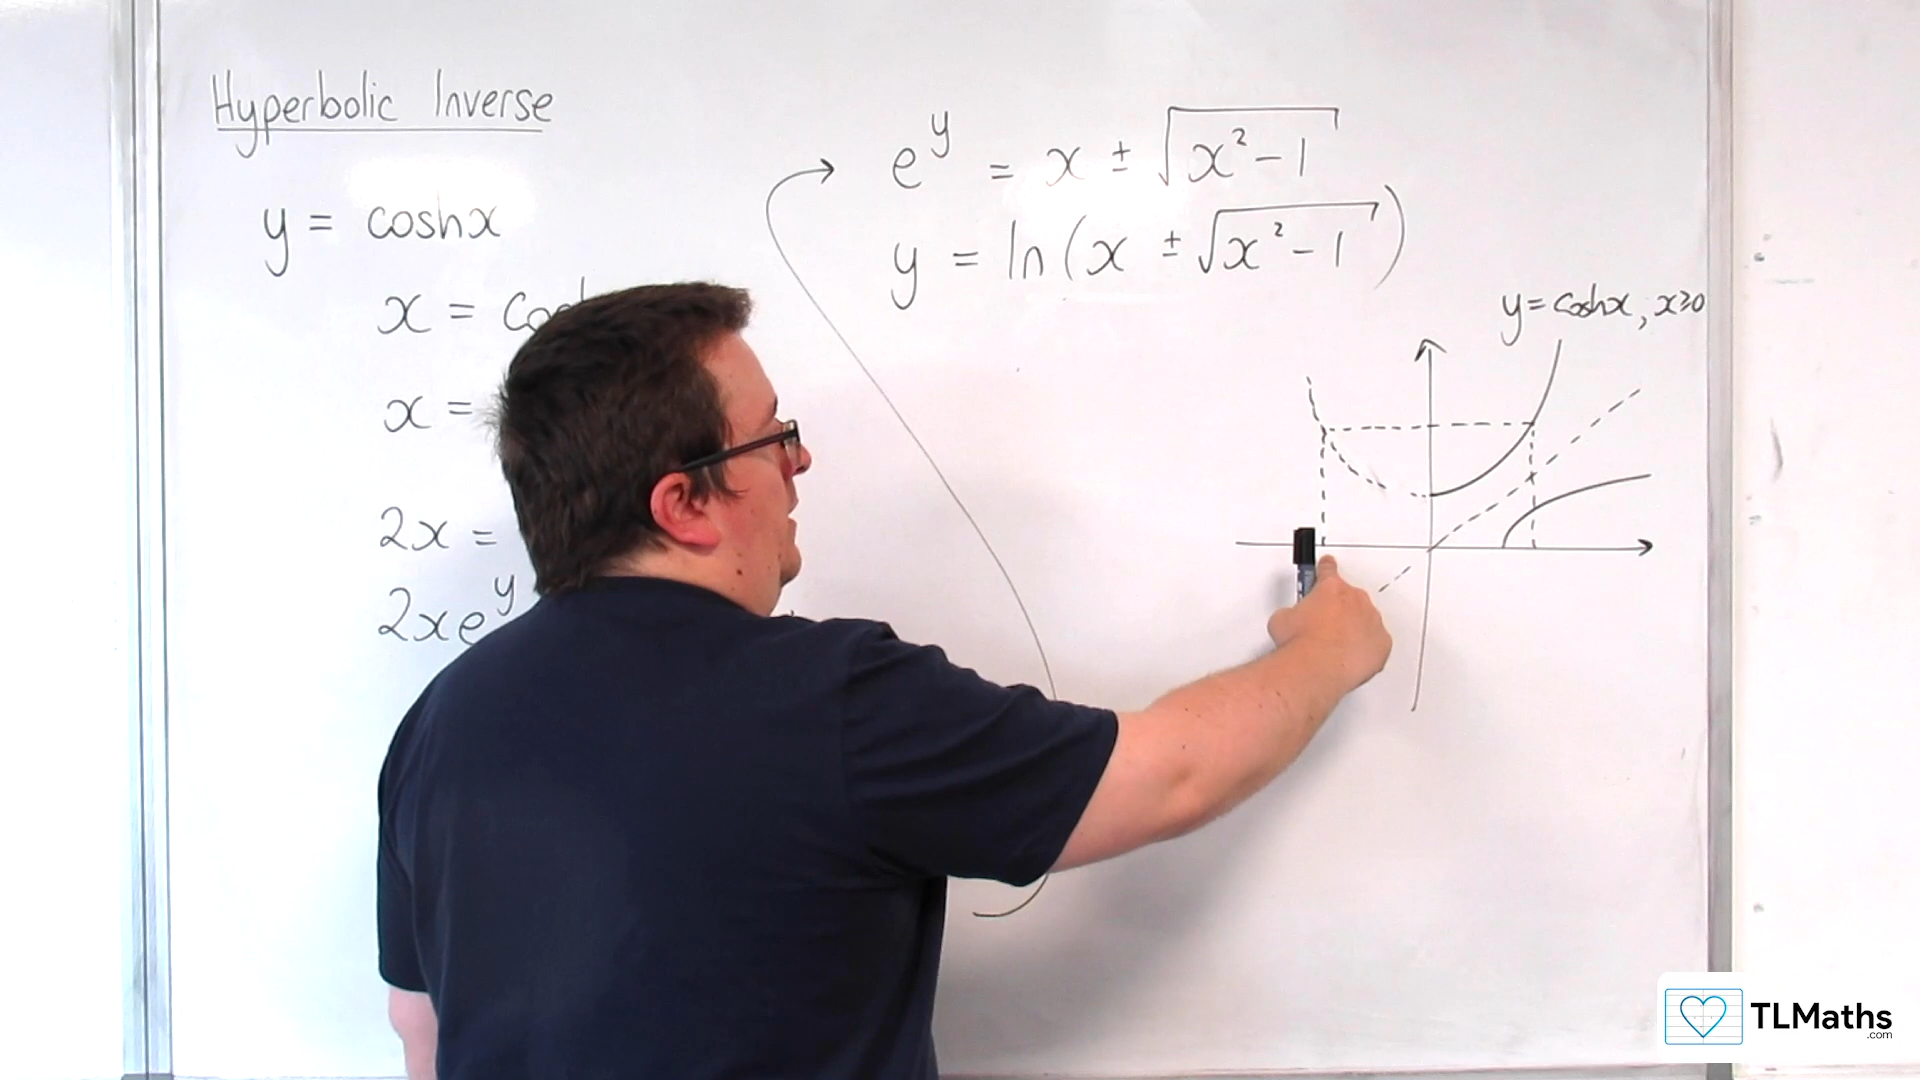 Hyperbolic Inverse
y = coshx
x =
x =
2x =
2xe^y
e^y = x ± √(x² - 1)
y = ln(x ± √(x² - 1))
y = coshx, x≥0
TLMaths
.com